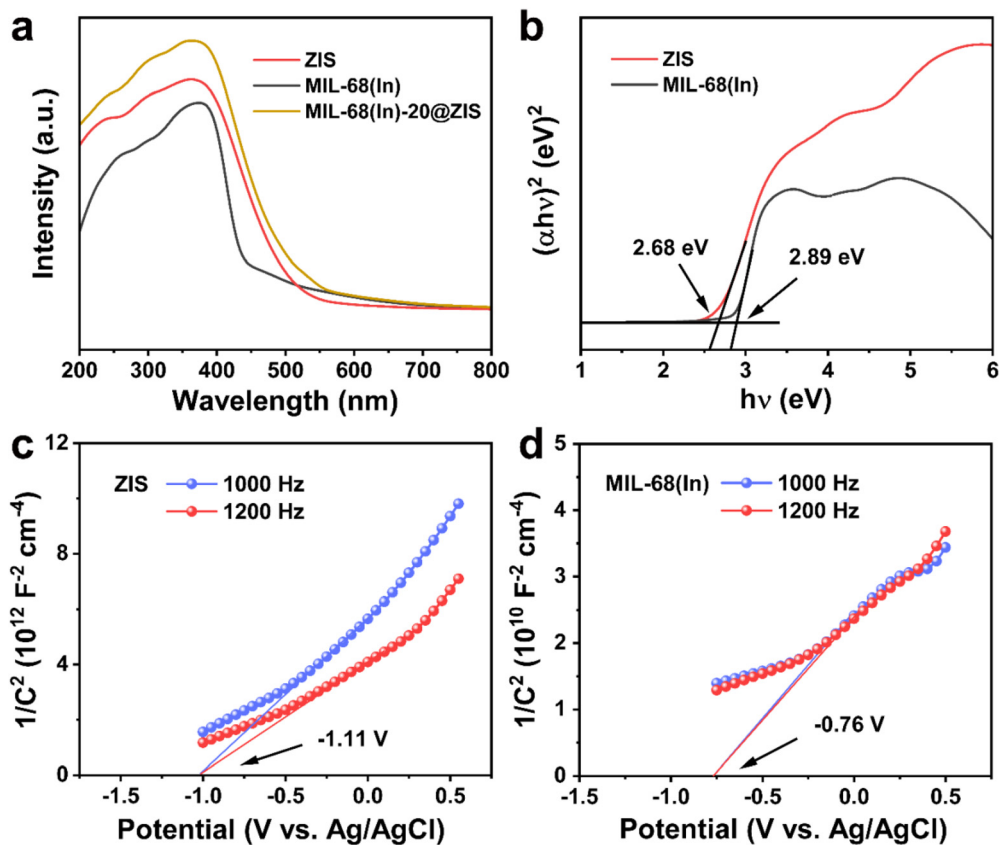 a
ZIS
MIL-68(In)
MIL-68(In)-20@ZIS
Intensity (a.u.)
200 300 400 500 600 700 800
Wavelength (nm)
b
ZIS
MIL-68(In)
2.68 eV
2.89 eV
(αhν)² (eV)²
1 2 3 4 5 6
hν (eV)
c
12
ZIS
1000 Hz
1200 Hz
8
4
-1.11 V
0
1/C² (10¹² F⁻² cm⁻⁴)
-1.5 -1.0 -0.5 0.0 0.5
Potential (V vs. Ag/AgCl)
d
5
MIL-68(In)
1000 Hz
1200 Hz
4
3
2
1
-0.76 V
0
1/C² (10¹⁰ F⁻² cm⁻⁴)
-1.5 -1.0 -0.5 0.0 0.5
Potential (V vs. Ag/AgCl)